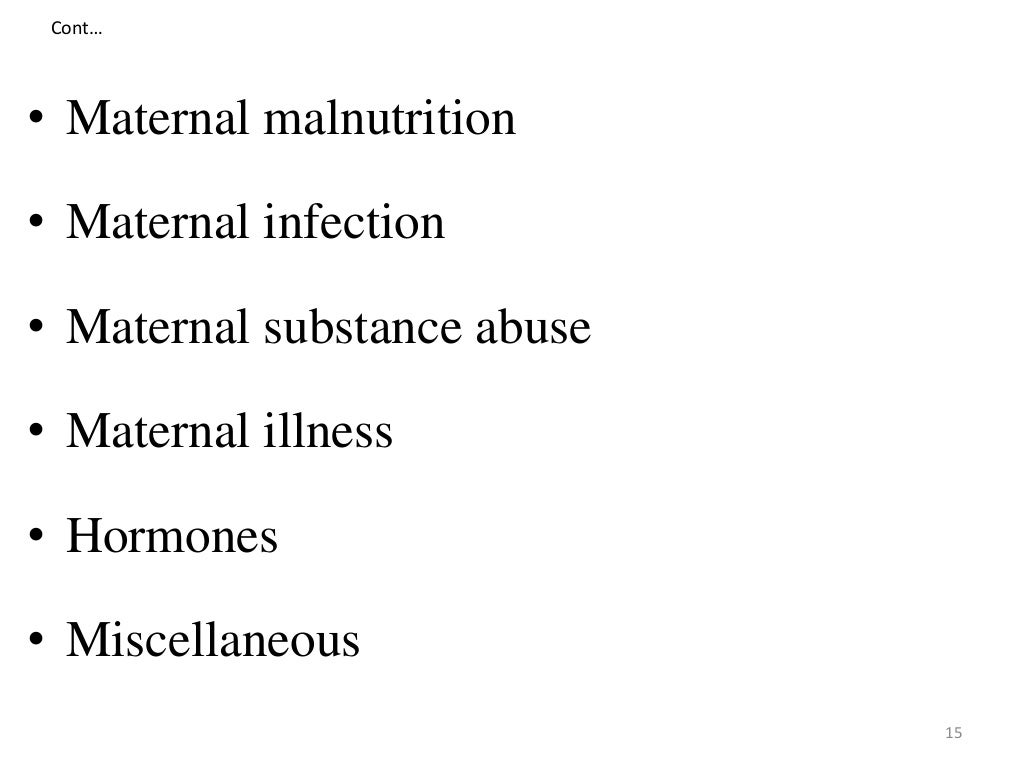 Cont…
• Maternal malnutrition
• Maternal infection
• Maternal substance abuse
• Maternal illness
• Hormones
• Miscellaneous
15